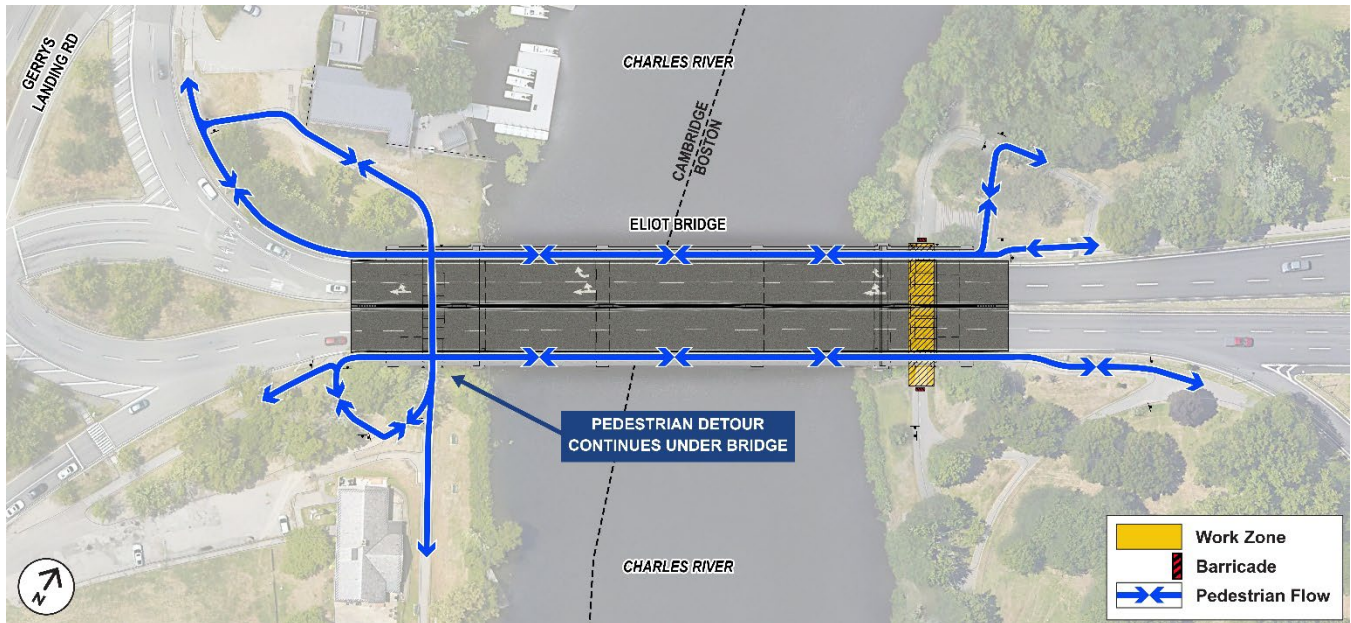 GERRYS
LANDING RD
CHARLES RIVER
CAMBRIDGE
BOSTON
ELIOT BRIDGE
PEDESTRIAN DETOUR
CONTINUES UNDER BRIDGE
CHARLES RIVER
N
Work Zone
Barricade
Pedestrian Flow